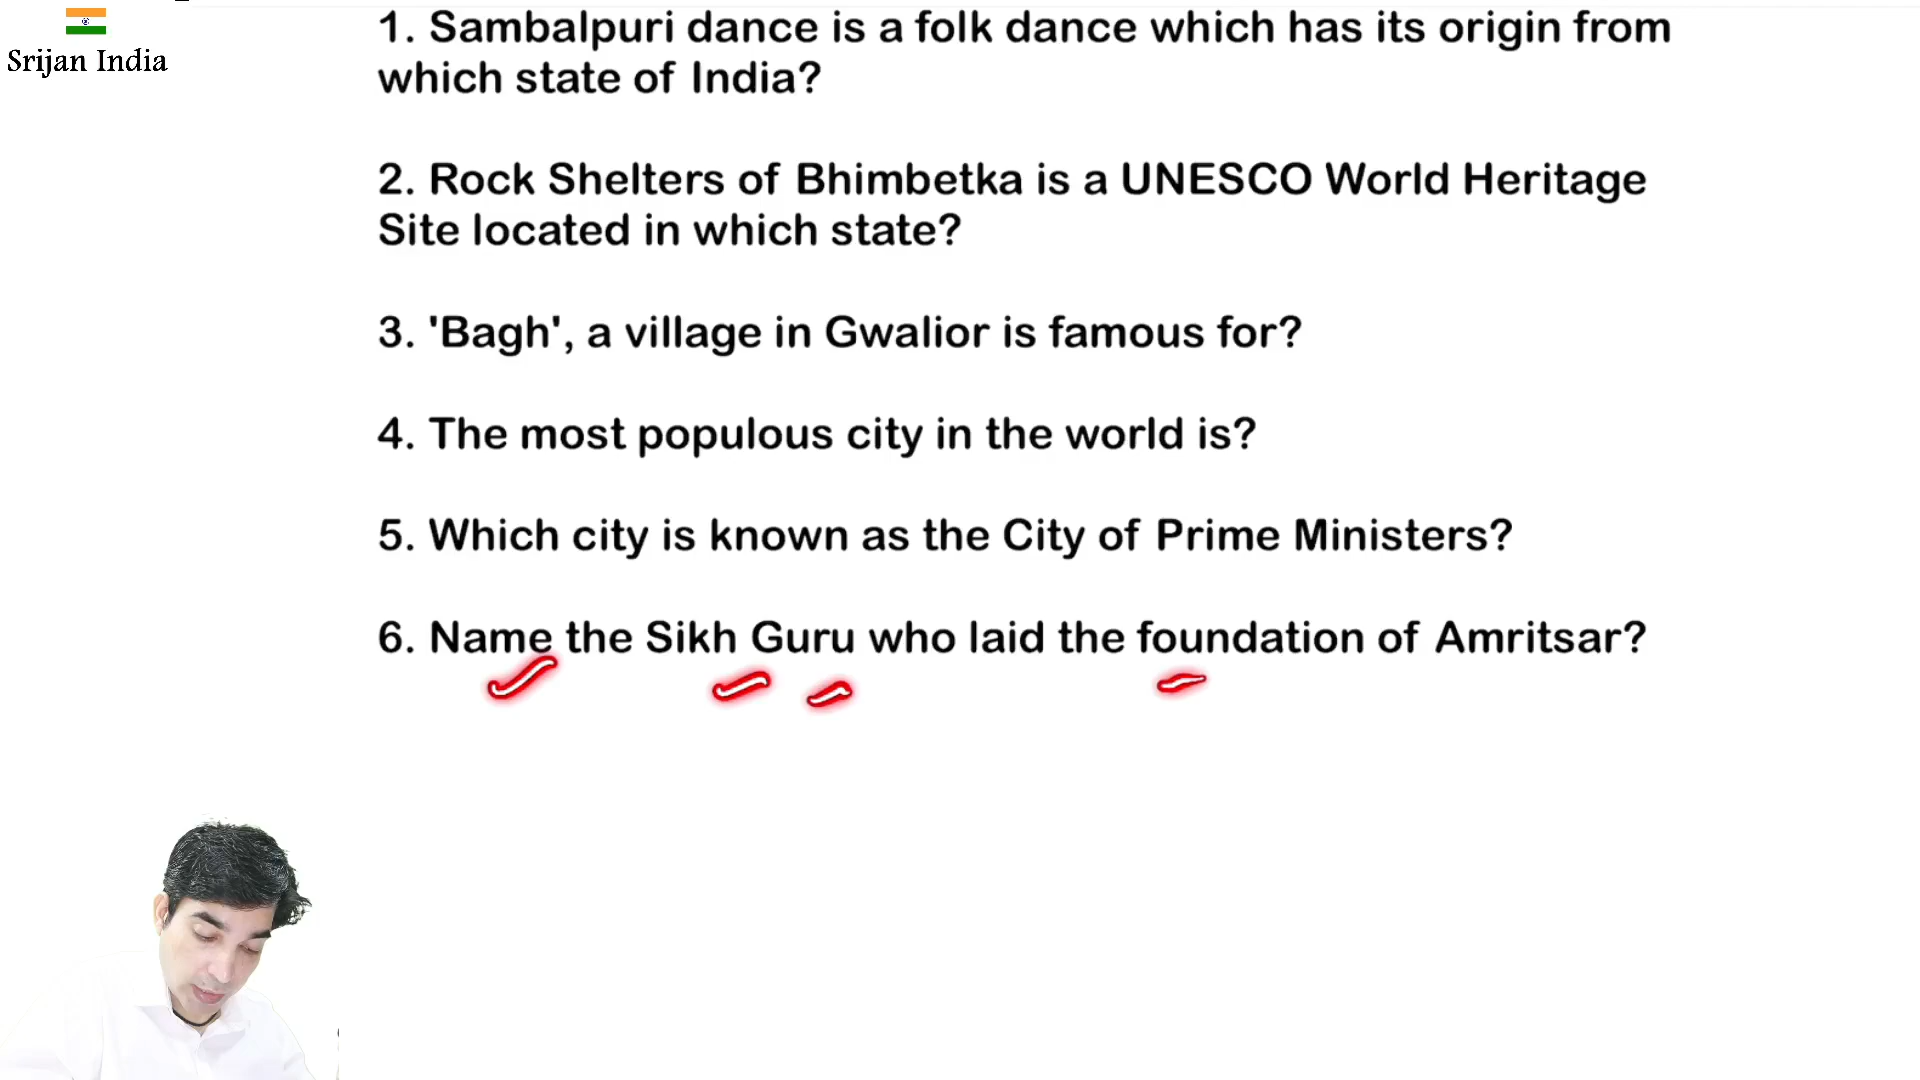 Srijan India
1. Sambalpuri dance is a folk dance which has its origin from
which state of India?
2. Rock Shelters of Bhimbetka is a UNESCO World Heritage
Site located in which state?
3. 'Bagh', a village in Gwalior is famous for?
4. The most populous city in the world is?
5. Which city is known as the City of Prime Ministers?
6. Name the Sikh Guru who laid the foundation of Amritsar?